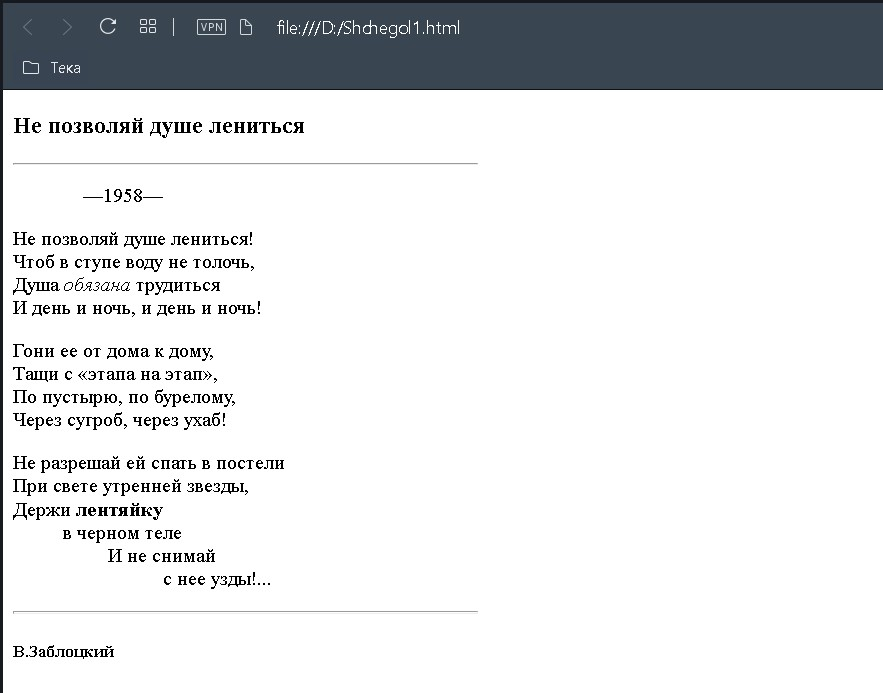 VPN file:///D:/Shchegol1.html
Тека
Не позволяй душе лениться
—1958—
Не позволяй душе лениться!
Чтоб в ступе воду не толочь,
Душа обязана трудиться
И день и ночь, и день и ночь!
Гони ее от дома к дому,
Тащи с «этапа на этап»,
По пустырю, по бурелому,
Через сугроб, через ухаб!
Не разрешай ей спать в постели
При свете утренней звезды,
Держи лентяйку
в черном теле
И не снимай
с нее узды!...
В.Заблоцкий